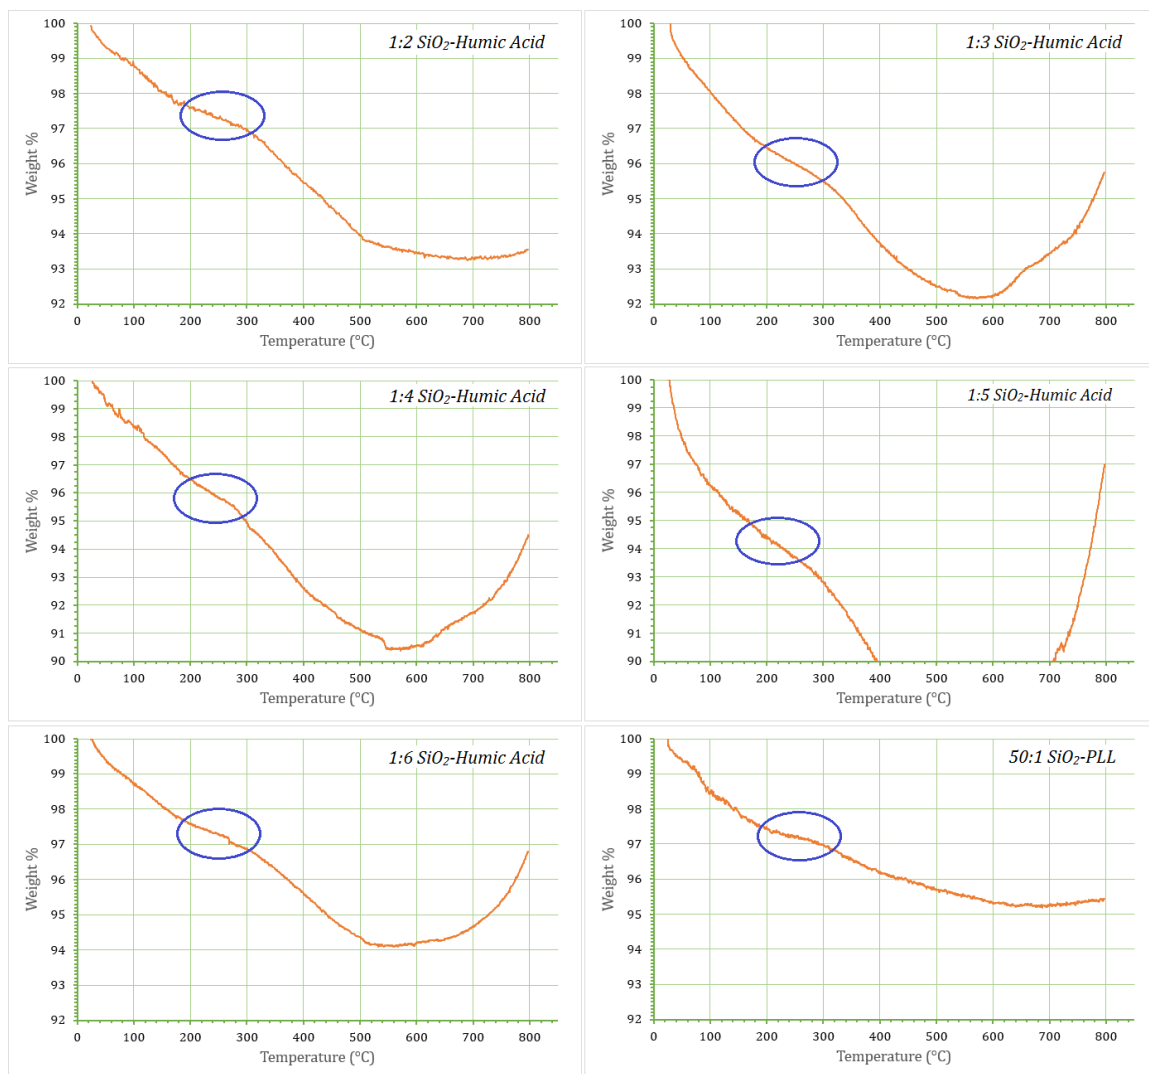 1:2 SiO₂-Humic Acid
100
99
98
97
96
95
94
93
92
Weight %
0 100 200 300 400 500 600 700 800
Temperature (°C)
1:3 SiO₂-Humic Acid
100
99
98
97
96
95
94
93
92
Weight %
0 100 200 300 400 500 600 700 800
Temperature (°C)
1:4 SiO₂-Humic Acid
100
99
98
97
96
95
94
93
92
91
90
Weight %
0 100 200 300 400 500 600 700 800
Temperature (°C)
1:5 SiO₂-Humic Acid
100
99
98
97
96
95
94
93
92
91
90
Weight %
0 100 200 300 400 500 600 700 800
Temperature (°C)
1:6 SiO₂-Humic Acid
100
99
98
97
96
95
94
93
92
Weight %
0 100 200 300 400 500 600 700 800
Temperature (°C)
50:1 SiO₂-PLL
100
99
98
97
96
95
94
93
92
Weight %
0 100 200 300 400 500 600 700 800
Temperature (°C)